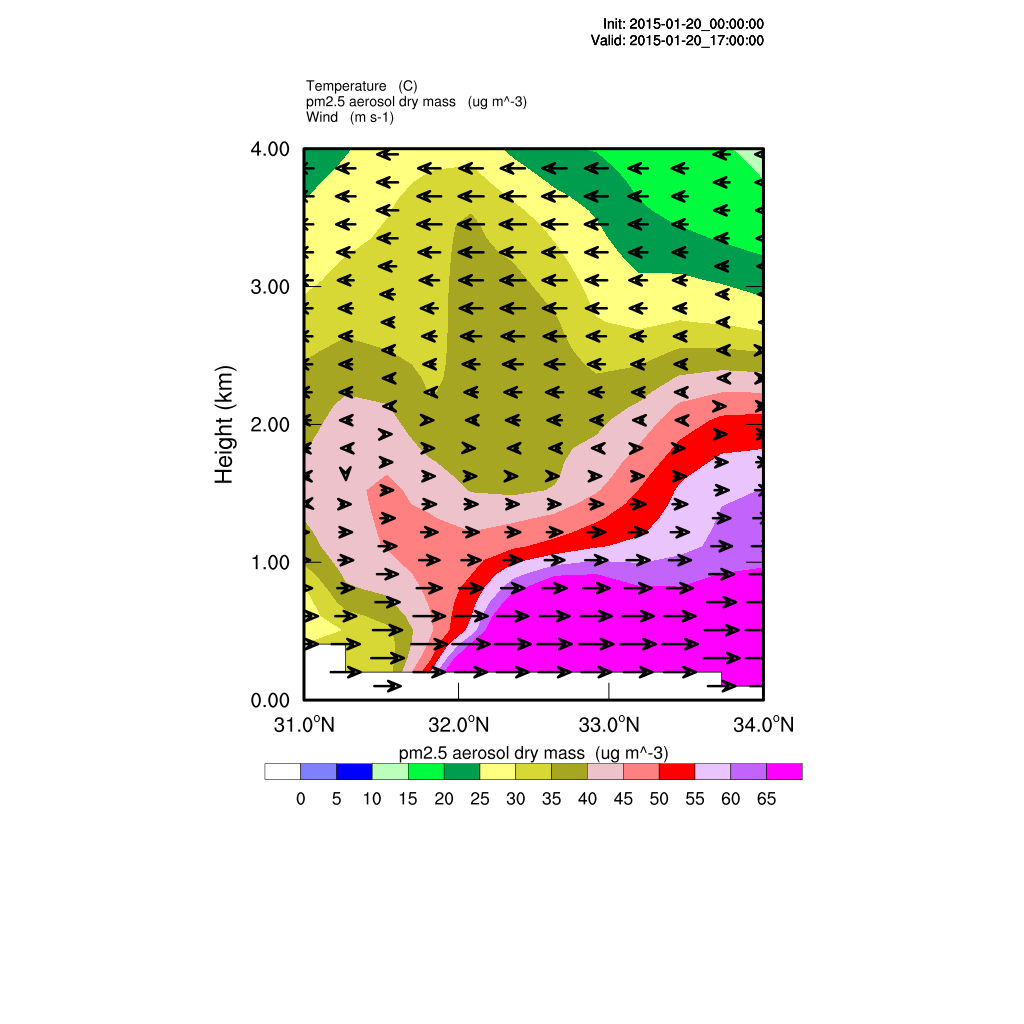 Init: 2015-01-20_00:00:00
Valid: 2015-01-20_17:00:00
Temperature (C)
pm2.5 aerosol dry mass (ug m^-3)
Wind (m s-1)
4.00
3.00
2.00
1.00
0.00
Height (km)
31.0°N 32.0°N 33.0°N 34.0°N
pm2.5 aerosol dry mass (ug m^-3)
0 5 10 15 20 25 30 35 40 45 50 55 60 65